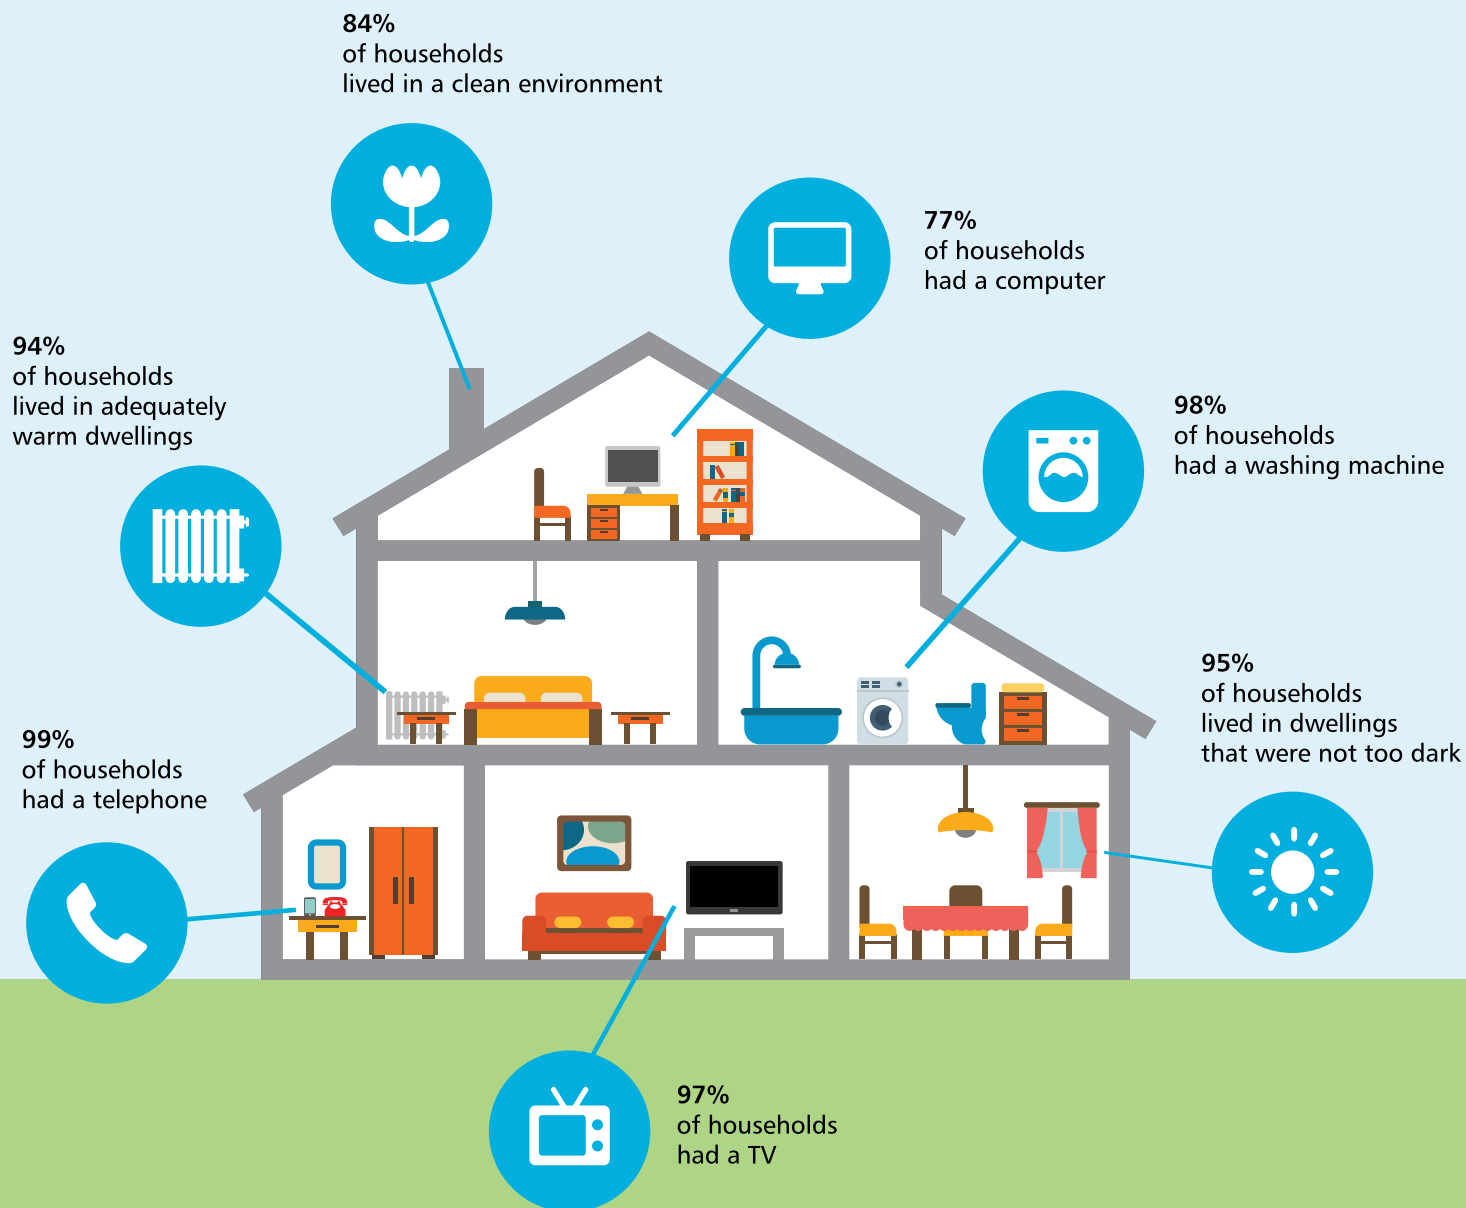 84%
of households
lived in a clean environment
77%
of households
had a computer
94%
of households
lived in adequately
warm dwellings
98%
of households
had a washing machine
95%
of households
lived in dwellings
that were not too dark
99%
of households
had a telephone
97%
of households
had a TV